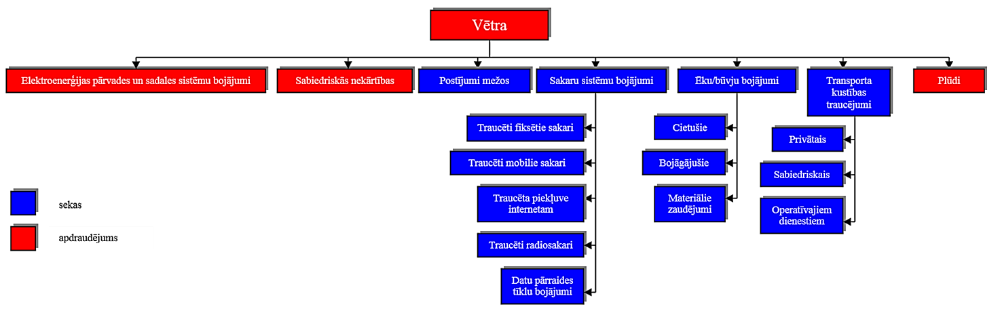 Vētra
Elektroenerģijas pārvades un sadales sistēmu bojājumi
Sabiedriskās nekārtības
Postījumi mežos
Sakaru sistēmu bojājumi
Ēku/būvju bojājumi
Transporta
kustības
traucējumi
Plūdi
Traucēti fiksētie sakari
Traucēti mobilie sakari
Traucēta piekļuve
internetam
Traucēti radiosakari
Datu pārraides
tīklu bojājumi
Cietušie
Bojāgājušie
Materiālie
zaudējumi
Privātais
Sabiedriskais
Operatīvajiem
dienestiem
sekas
apdraudējums